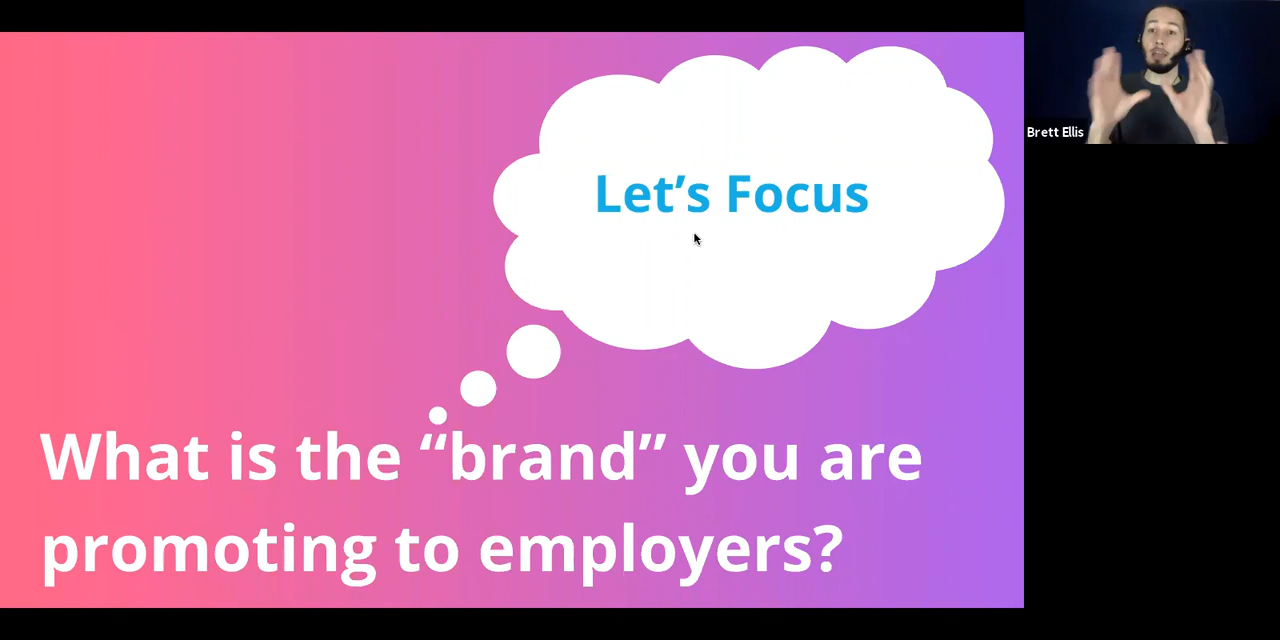 Let’s Focus
Brett Ellis
What is the “brand” you are
promoting to employers?